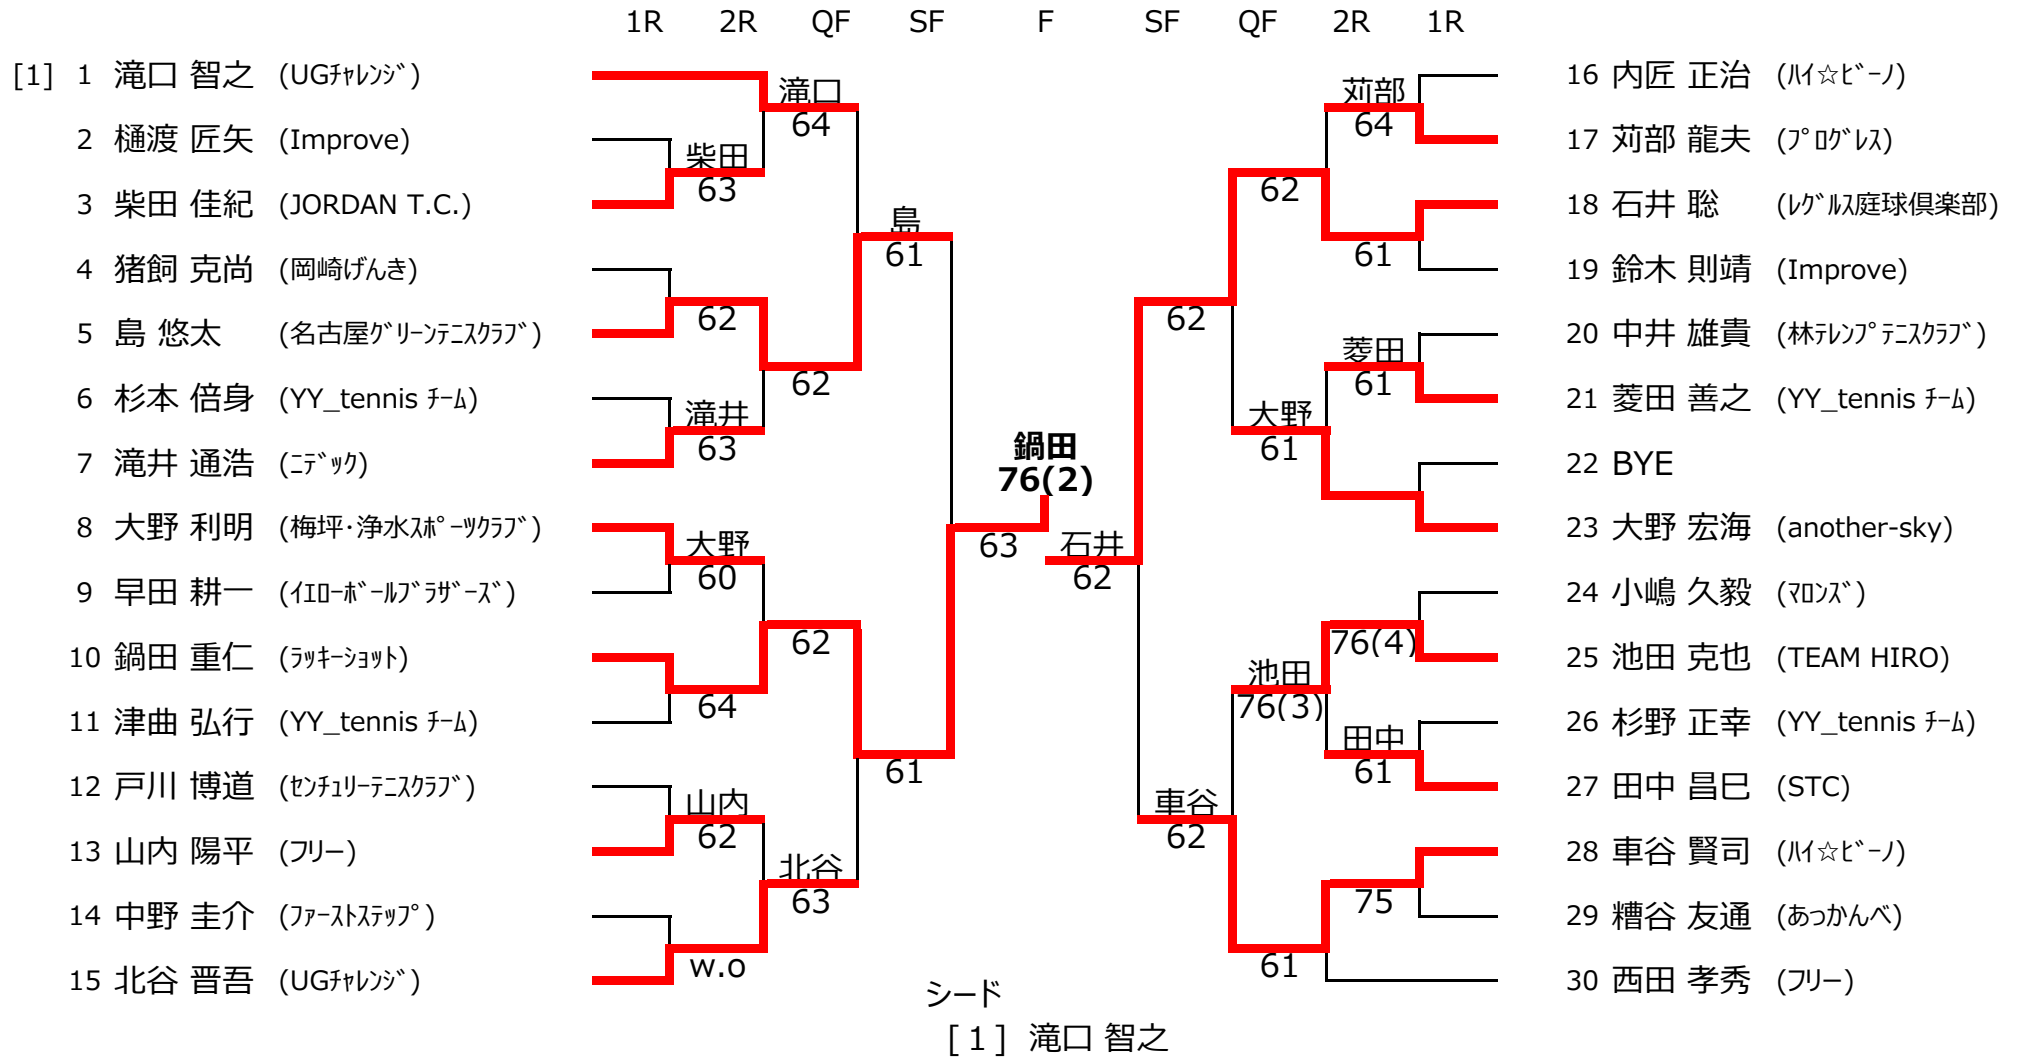 1R 2R QF SF F SF QF 2R 1R
[1] 1 滝口 智之 (UGﾁｬﾚﾝｼﾞ)
2 樋渡 匠矢 (Improve)
3 柴田 佳紀 (JORDAN T.C.)
4 猪飼 克尚 (岡崎げんき)
5 島 悠太 (名古屋ｸﾞﾘｰﾝﾃﾆｽｸﾗﾌﾞ)
6 杉本 倍身 (YY_tennis ﾁｰﾑ)
7 滝井 通浩 (ﾆﾃﾞｯｸ)
8 大野 利明 (梅坪･浄水ｽﾎﾟｰﾂｸﾗﾌﾞ)
9 早田 耕一 (ｲｴﾛｰﾎﾞｰﾙﾌﾞﾗｻﾞｰｽﾞ)
10 鍋田 重仁 (ﾗｯｷｰｼｮｯﾄ)
11 津曲 弘行 (YY_tennis ﾁｰﾑ)
12 戸川 博道 (ｾﾝﾁｭﾘｰﾃﾆｽｸﾗﾌﾞ)
13 山内 陽平 (ﾌﾘｰ)
14 中野 圭介 (ﾌｧｰｽﾄｽﾃｯﾌﾟ)
15 北谷 晋吾 (UGﾁｬﾚﾝｼﾞ)
柴田
63
62
滝井
63
大野
60
64
山内
62
w.o
滝口
64
62
62
北谷
63
島
61
61
63
鍋田
76(2)
石井
62
62
車谷
62
62
大野
61
池田
76(3)
61
苅部
64
61
菱田
61
76(4)
田中
61
75
16 内匠 正治 (ﾊｲ☆ﾋﾞｰﾉ)
17 苅部 龍夫 (ﾌﾟﾛｸﾞﾚｽ)
18 石井 聡 (ﾚｸﾞﾙｽ庭球倶楽部)
19 鈴木 則靖 (Improve)
20 中井 雄貴 (林ﾃﾚﾝﾌﾟﾃﾆｽｸﾗﾌﾞ)
21 菱田 善之 (YY_tennis ﾁｰﾑ)
22 BYE
23 大野 宏海 (another-sky)
24 小嶋 久毅 (ﾏﾛﾝｽﾞ)
25 池田 克也 (TEAM HIRO)
26 杉野 正幸 (YY_tennis ﾁｰﾑ)
27 田中 昌巳 (STC)
28 車谷 賢司 (ﾊｲ☆ﾋﾞｰﾉ)
29 糟谷 友通 (あっかんべ)
30 西田 孝秀 (ﾌﾘｰ)
シード
[ 1 ] 滝口 智之